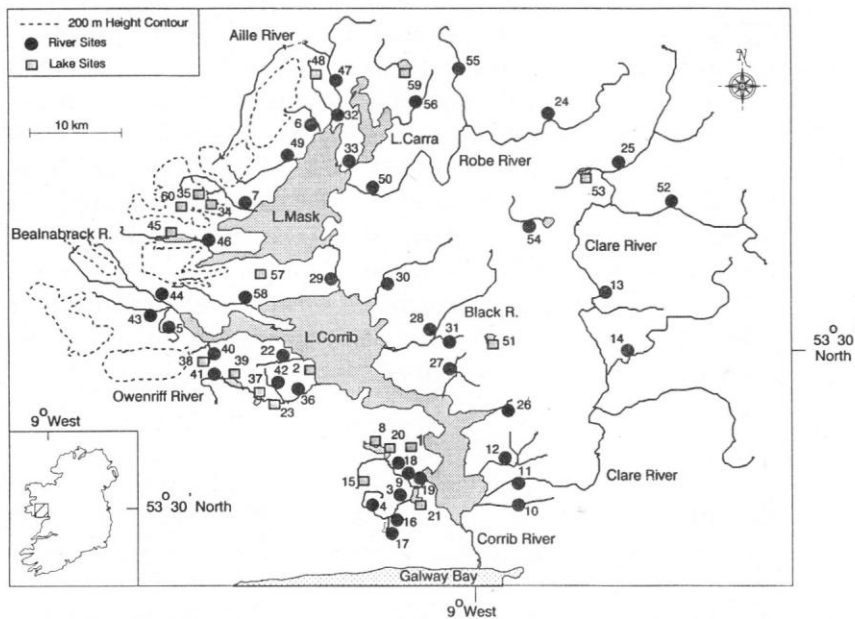 200 m Height Contour
River Sites
Lake Sites
10 km
Aille River
48
47
59
55
56
24
N
6
32
L.Carra
49
33
50
Robe River
25
53
52
60
35
34
7
L.Mask
45
46
54
Bealnabrack R.
Clare River
57
29
30
13
44
58
43
5
L.Corrib
28
Black R.
31
51
14
53° 30'
North
40
22
38
39
2
41
37
42
36
27
Owenriff River
23
26
9° West
8
20
1
18
12
11
Clare River
15
3
9
19
53° 30' North
4
21
10
16
17
Corrib River
Galway Bay
9° West